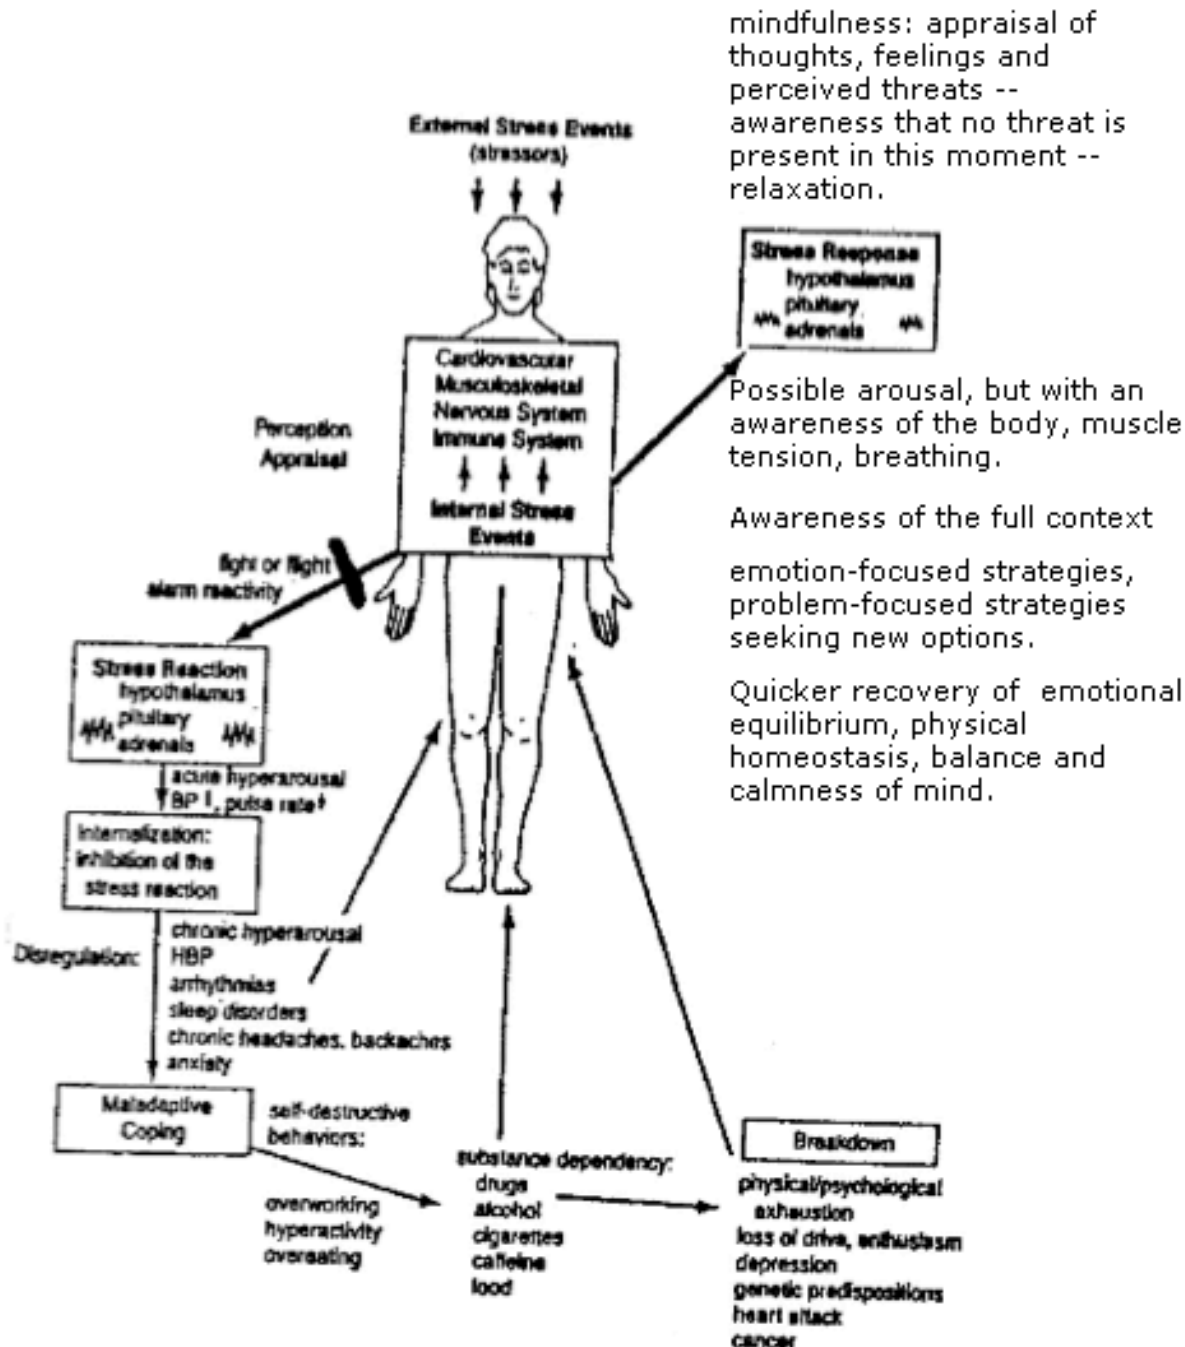 mindfulness: appraisal of
thoughts, feelings and
perceived threats --
awareness that no threat is
present in this moment --
relaxation.
External Stress Events
(stressors)
Stress Response
hypothalamus
pituitary
adrenals
Cardiovascular
Musculoskeletal
Nervous System
Immune System
Internal Stress
Events
Perception
Appraisal
Possible arousal, but with an
awareness of the body, muscle
tension, breathing.
Awareness of the full context
emotion-focused strategies,
problem-focused strategies
seeking new options.
Quicker recovery of emotional
equilibrium, physical
homeostasis, balance and
calmness of mind.
fight or flight
alarm reactivity
Stress Reaction
hypothalamus
pituitary
adrenals
acute hyperarousal
BP ↑, pulse rate ↑
Internalization:
inhibition of the
stress reaction
Disregulation:
chronic hyperarousal
HBP
arrhythmias
sleep disorders
chronic headaches, backaches
anxiety
Maladaptive
Coping
self-destructive
behaviors:
overworking
hyperactivity
overeating
substance dependency:
drugs
alcohol
cigarettes
caffeine
food
Breakdown
physical/psychological
exhaustion
loss of drive, enthusiasm
depression
genetic predispositions
heart attack
cancer